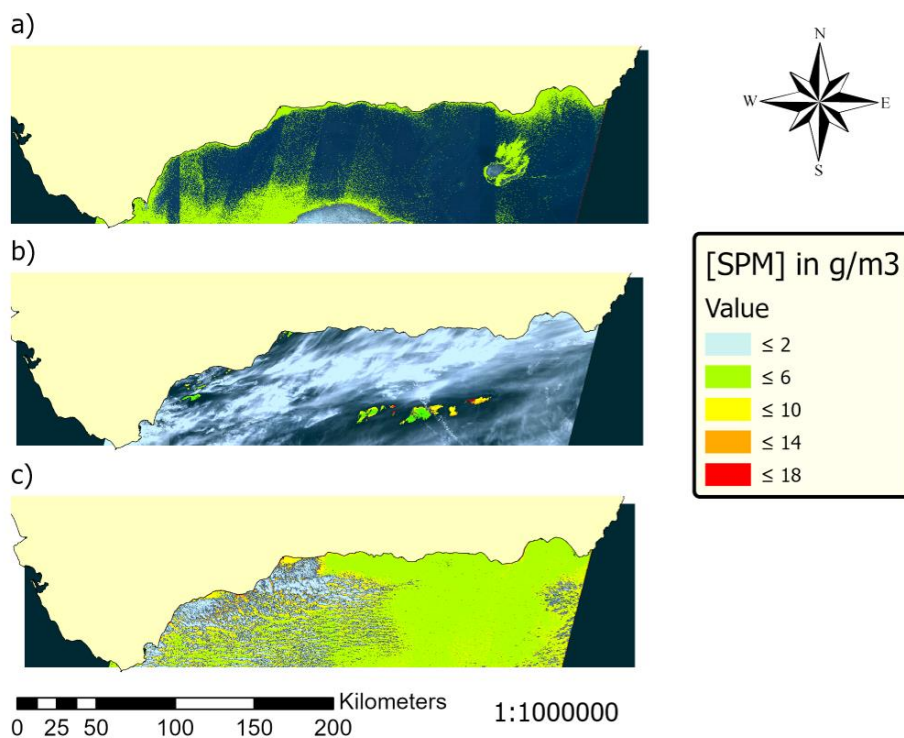 a)
N
W
E
S
b)
[SPM] in g/m3
Value
≤ 2
≤ 6
≤ 10
≤ 14
≤ 18
c)
Kilometers
0 25 50 100 150 200
1:1000000